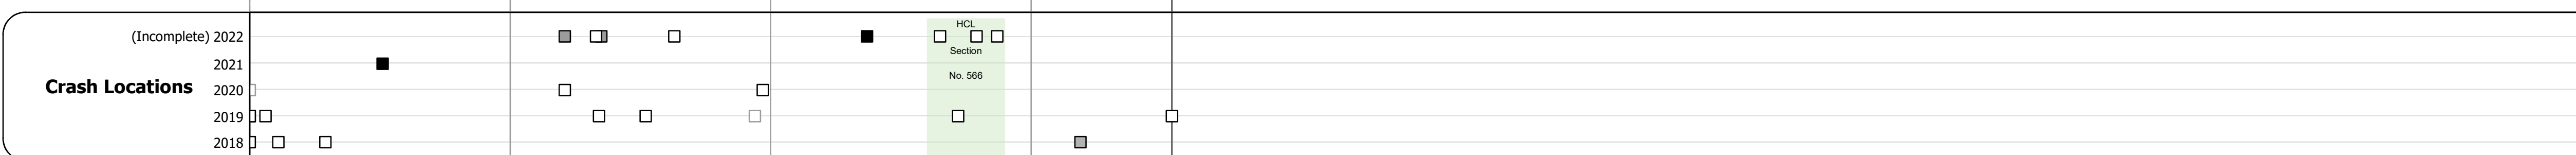 HCL
(Incomplete) 2022
Section
2021
No. 566
Crash Locations
2020
2019
2018